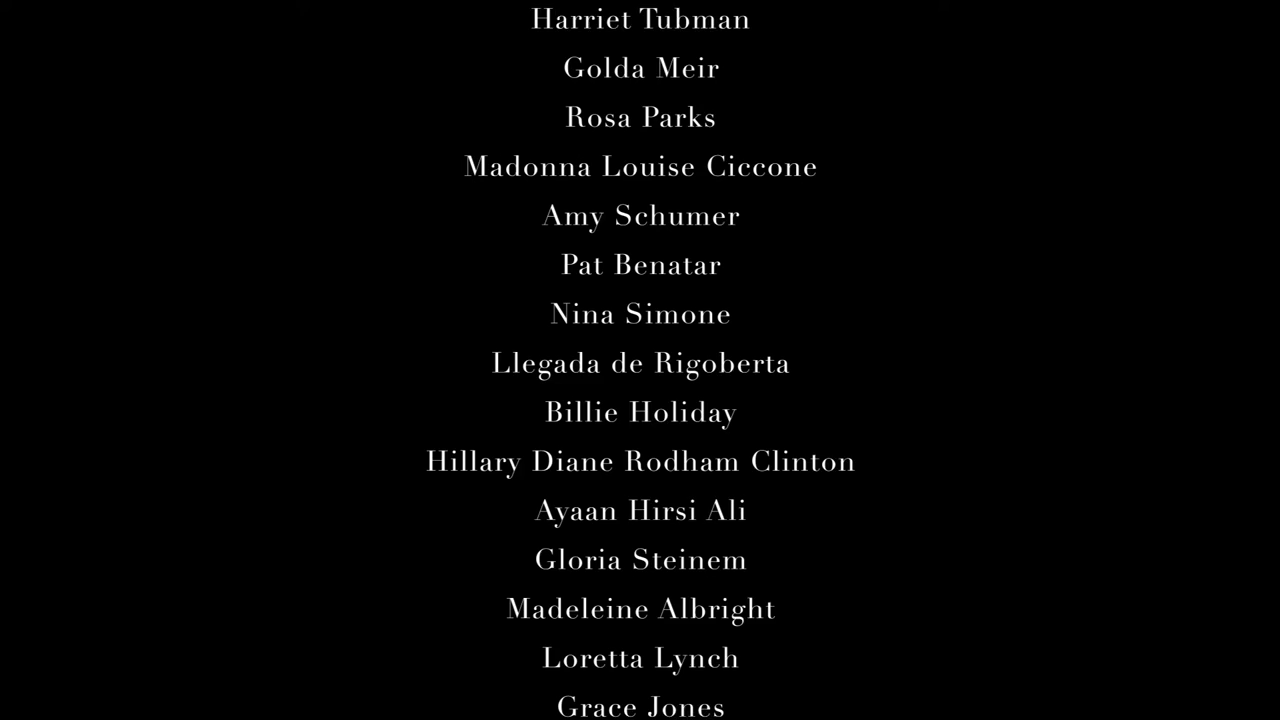 Harriet Tubman
Golda Meir
Rosa Parks
Madonna Louise Ciccone
Amy Schumer
Pat Benatar
Nina Simone
Llegada de Rigoberta
Billie Holiday
Hillary Diane Rodham Clinton
Ayaan Hirsi Ali
Gloria Steinem
Madeleine Albright
Loretta Lynch
Grace Jones